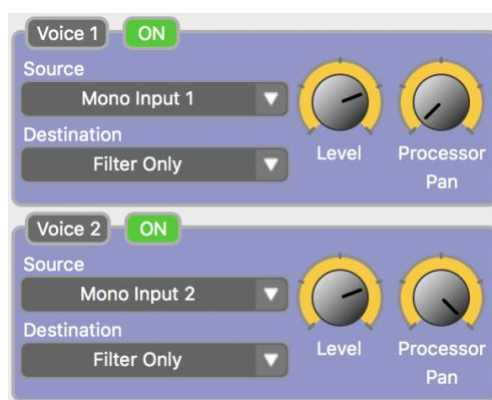 Voice 1 ON
Source
Mono Input 1
Destination
Filter Only
Level
Processor
Pan
Voice 2 ON
Source
Mono Input 2
Destination
Filter Only
Level
Processor
Pan